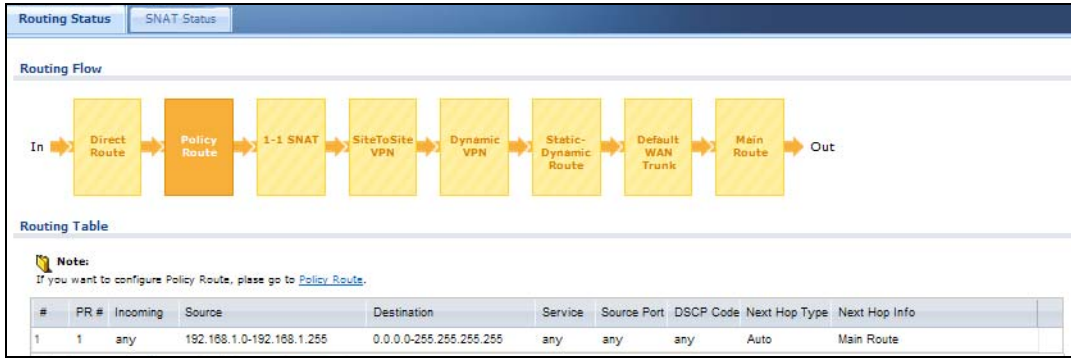 Routing Status SNAT Status
Routing Flow
In Direct Route Policy Route 1-1 SNAT SiteToSite VPN Dynamic VPN Static-Dynamic Route Default WAN Trunk Main Route Out
Routing Table
Note:
If you want to configure Policy Route, plase go to Policy Route.
# PR # Incoming Source Destination Service Source Port DSCP Code Next Hop Type Next Hop Info
1 1 any 192.168.1.0-192.168.1.255 0.0.0.0-255.255.255.255 any any any Auto Main Route